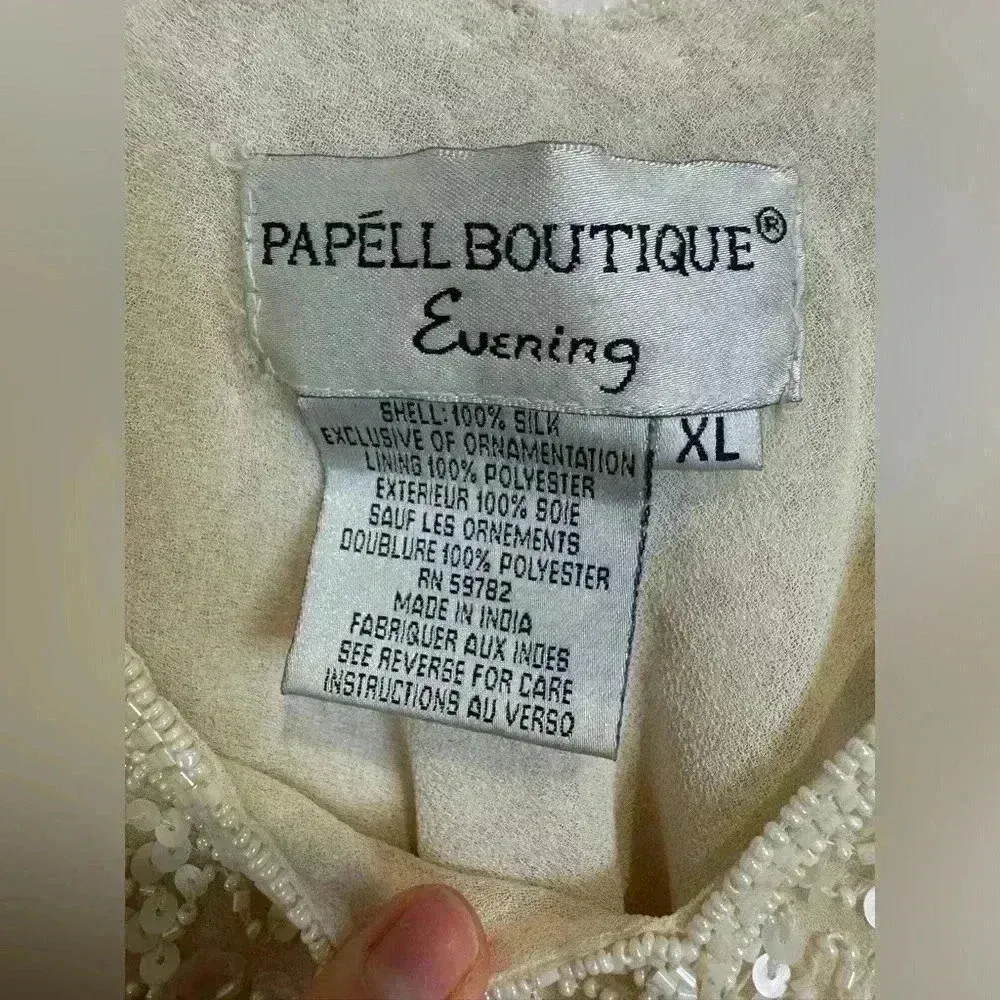 PAPÉLL BOUTIQUE®
Evening
XL
SHELL: 100% SILK
EXCLUSIVE OF ORNAMENTATION
LINING 100% POLYESTER
EXTERIEUR 100% SOIE
SAUF LES ORNEMENTS
DOUBLURE 100% POLYESTER
RN 59782
MADE IN INDIA
FABRIQUER AUX INDES
SEE REVERSE FOR CARE
INSTRUCTIONS AU VERSO